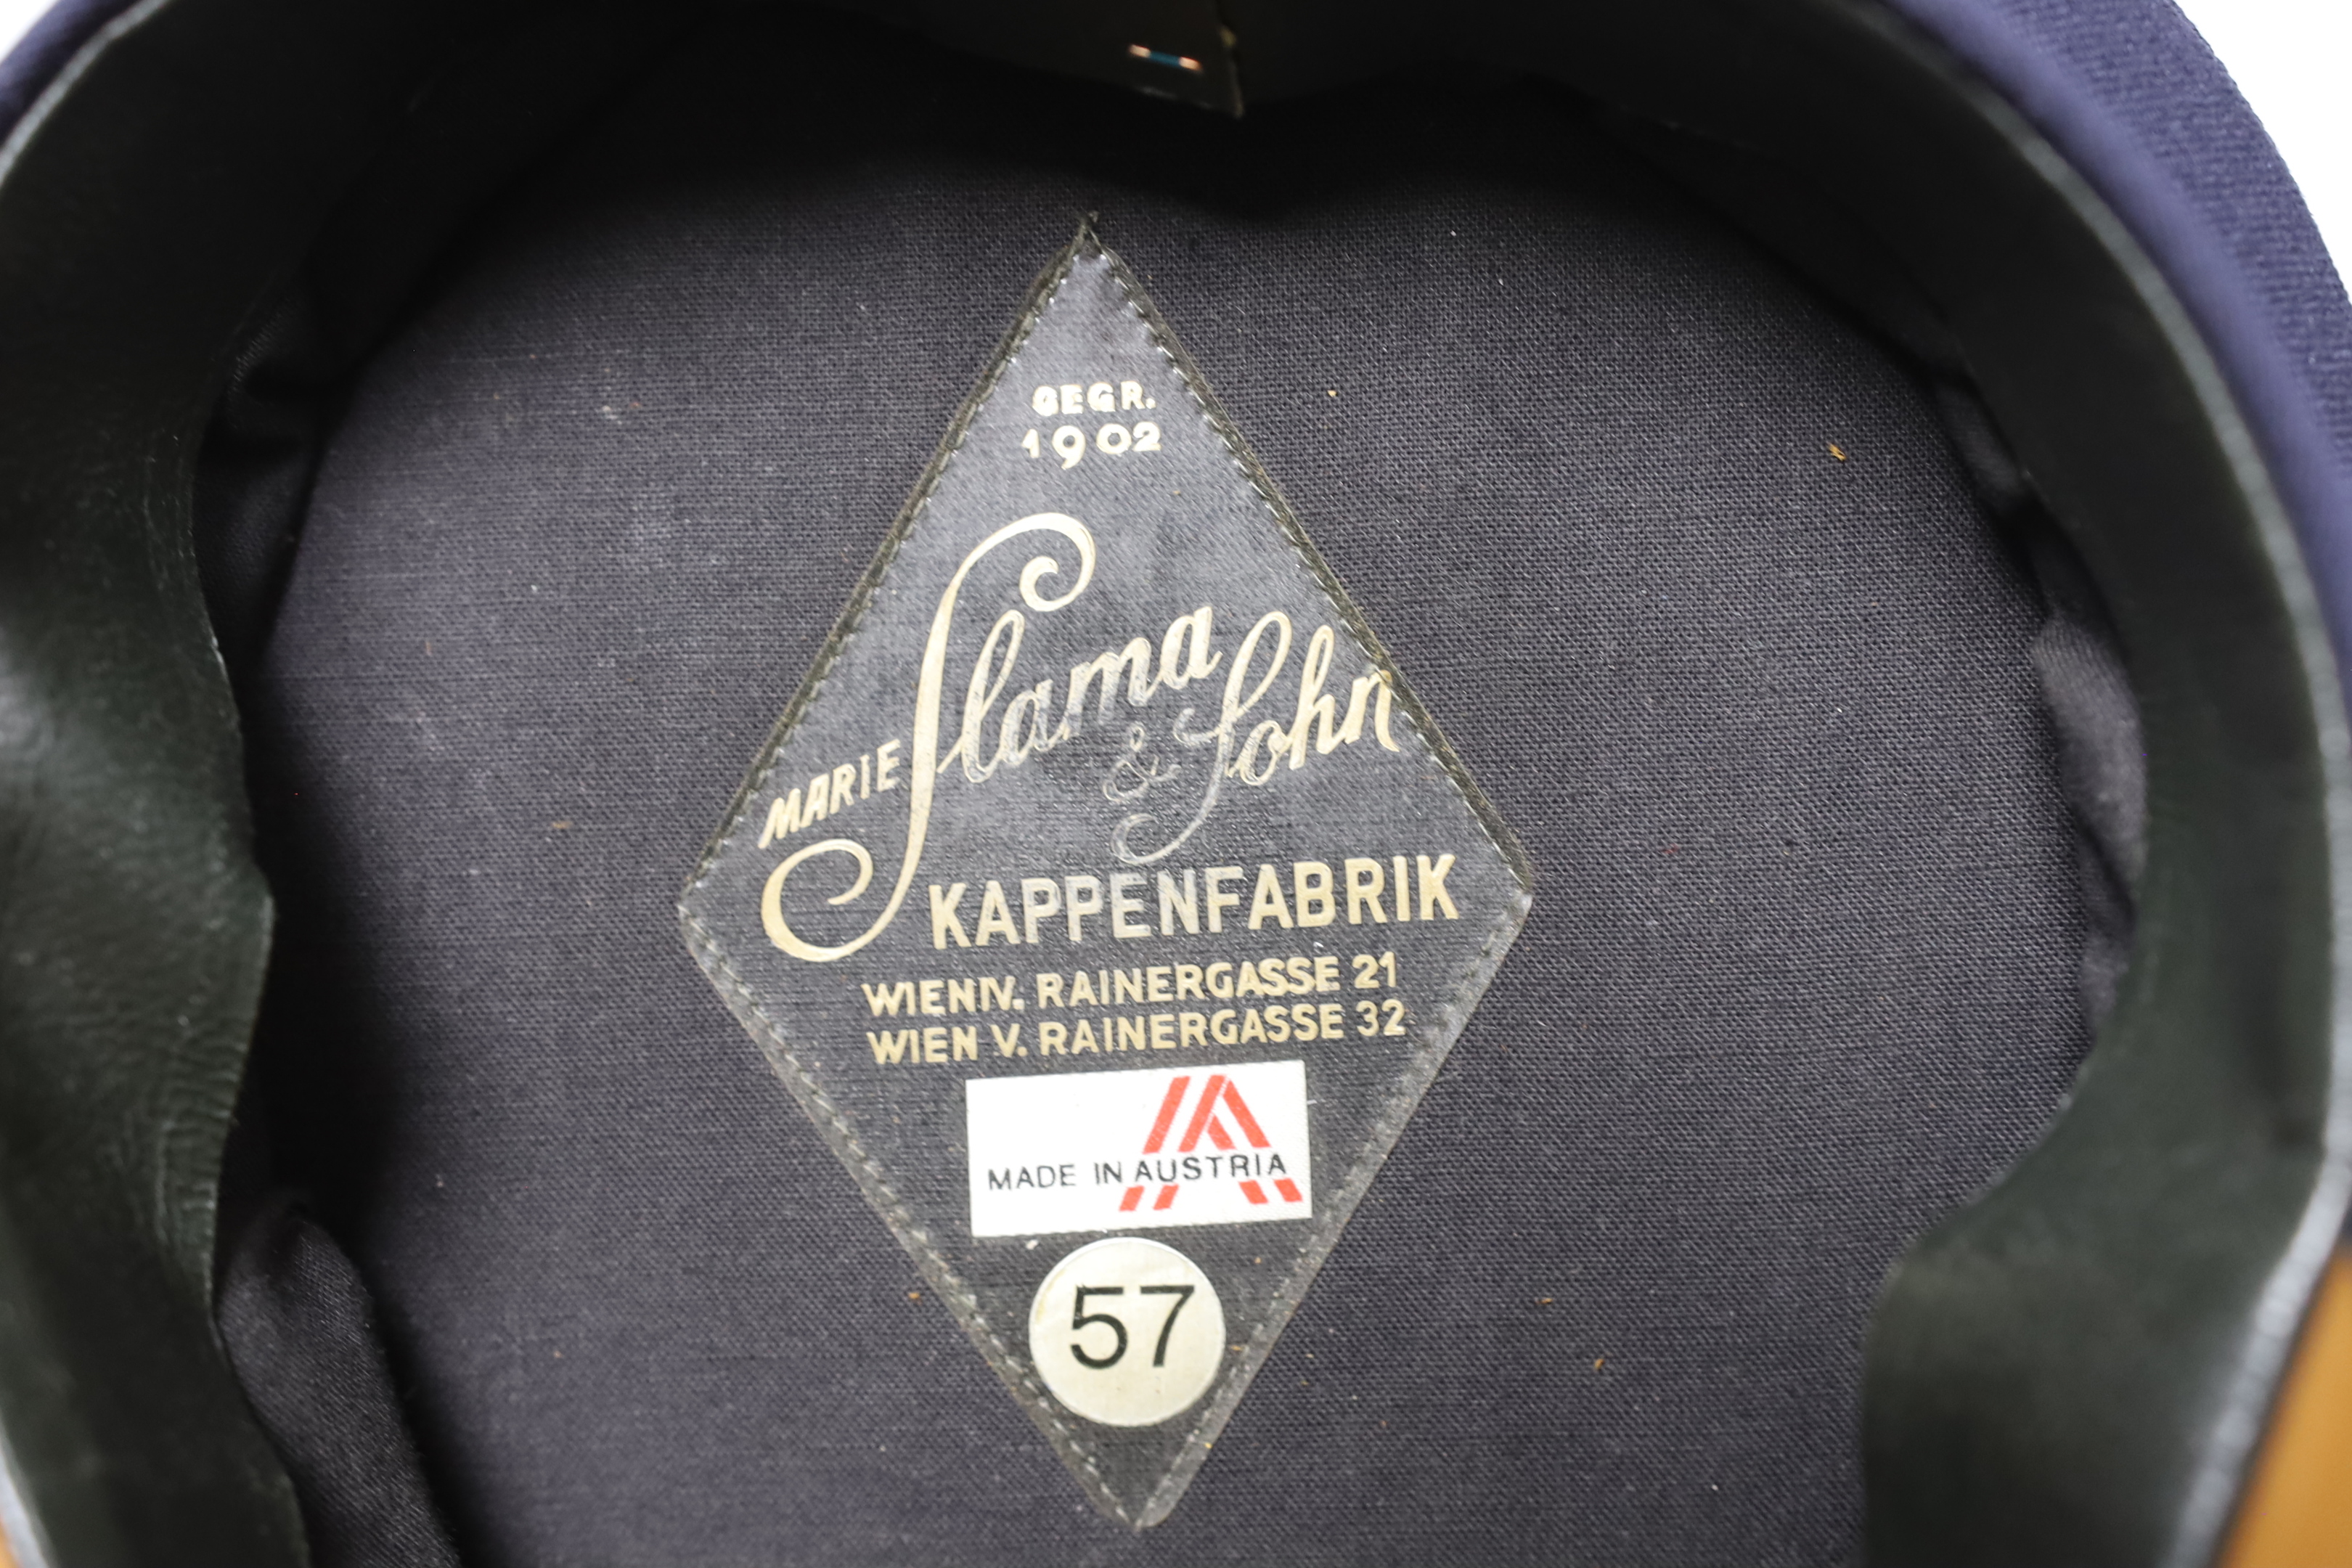 GEGR.
1902
MARIE Slama & Sohn
KAPPENFABRIK
WIEN IV. RAINERGASSE 21
WIEN V. RAINERGASSE 32
MADE IN AUSTRIA
57